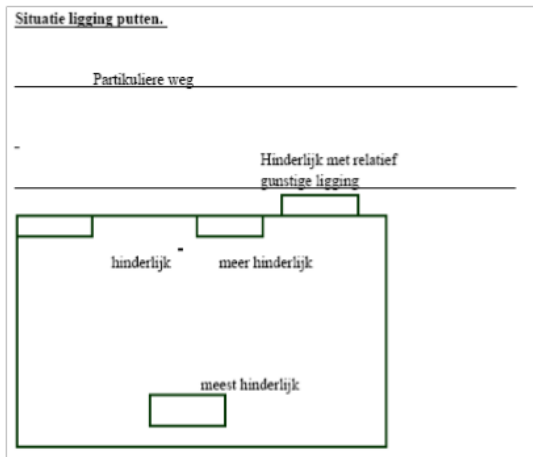 Situatie ligging putten.
Partikuliere weg
Hinderlijk met relatief
gunstige ligging
hinderlijk
meer hinderlijk
meest hinderlijk